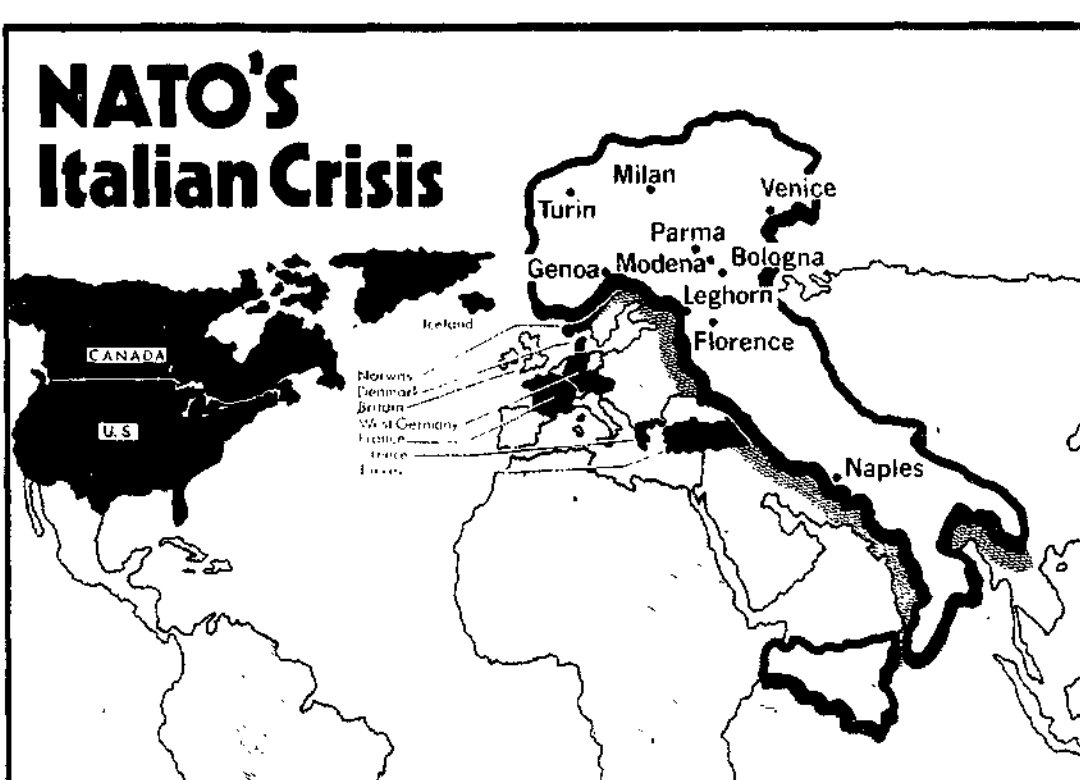 NATO'S
Italian Crisis
Milan
Turin
Venice
Parma
Genoa
Modena
Bologna
Leghorn
Florence
Naples
Iceland
CANADA
U.S
Norway
Denmark
Britain
West Germany
France